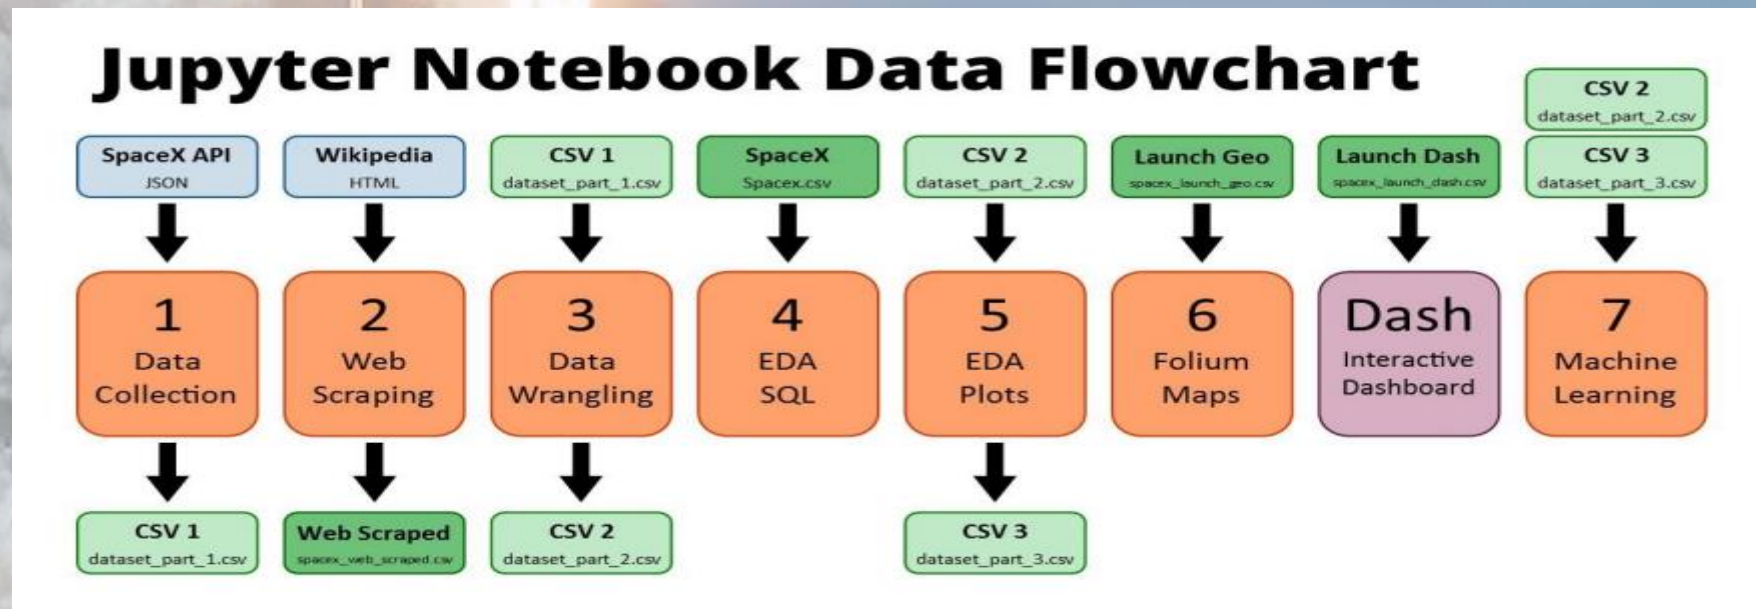 Jupyter Notebook Data Flowchart
CSV 2
dataset_part_2.csv
SpaceX API
JSON
Wikipedia
HTML
CSV 1
dataset_part_1.csv
SpaceX
Spacex.csv
CSV 2
dataset_part_2.csv
Launch Geo
spacex_launch_geo.csv
Launch Dash
spacex_launch_dash.csv
CSV 3
dataset_part_3.csv
1
Data
Collection
2
Web
Scraping
3
Data
Wrangling
4
EDA
SQL
5
EDA
Plots
6
Folium
Maps
Dash
Interactive
Dashboard
7
Machine
Learning
CSV 1
dataset_part_1.csv
Web Scraped
spacex_web_scraped.csv
CSV 2
dataset_part_2.csv
CSV 3
dataset_part_3.csv